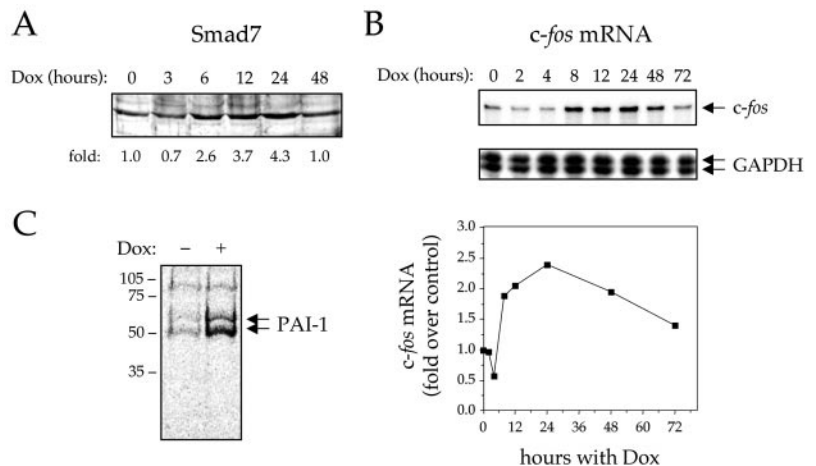 A
Smad7
Dox (hours): 0 3 6 12 24 48
fold: 1.0 0.7 2.6 3.7 4.3 1.0
B
c-fos mRNA
Dox (hours): 0 2 4 8 12 24 48 72
c-fos
GAPDH
C
Dox: – +
105 –
75 –
50 –
35 –
PAI-1
c-fos mRNA
(fold over control)
3.0
2.5
2.0
1.5
1.0
0.5
0.0
0 12 24 36 48 60 72
hours with Dox